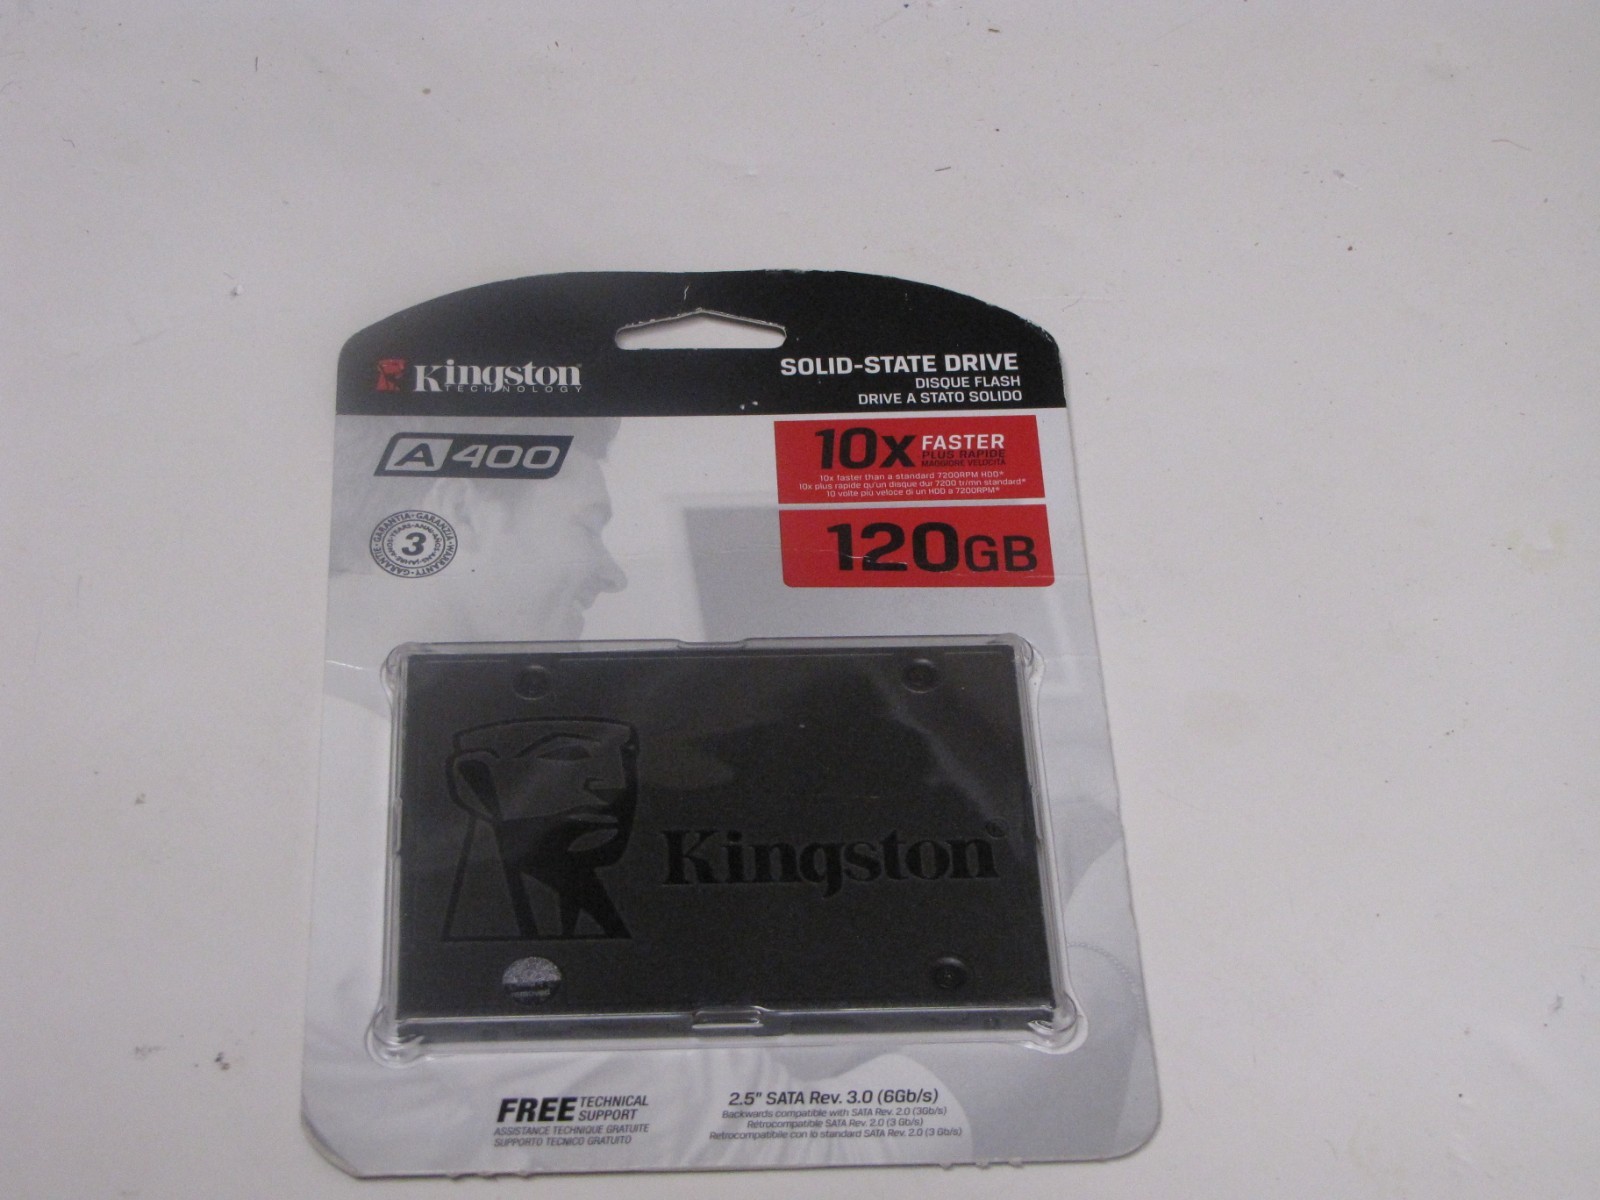 Kingston
TECHNOLOGY
SOLID-STATE DRIVE
DISQUE FLASH
DRIVE A STATO SOLIDO
A400
10x FASTER
PLUS RAPIDE
MAGGIORE VELOCITÀ
10x faster than a standard 7200RPM HDD*
10x plus rapide qu'un disque dur 7200 tr/mn standard*
10 volte più veloce di un HDD a 7200RPM*
3
120GB
Kingston
FREE TECHNICAL
SUPPORT
ASSISTANCE TECHNIQUE GRATUITE
SUPPORTO TECNICO GRATUITO
2.5" SATA Rev. 3.0 (6Gb/s)
Backwards compatible with SATA Rev. 2.0 (3Gb/s)
Rétrocompatible SATA Rev. 2.0 (3 Gb/s)
Retrocompatibile con lo standard SATA Rev. 2.0 (3 Gb/s)